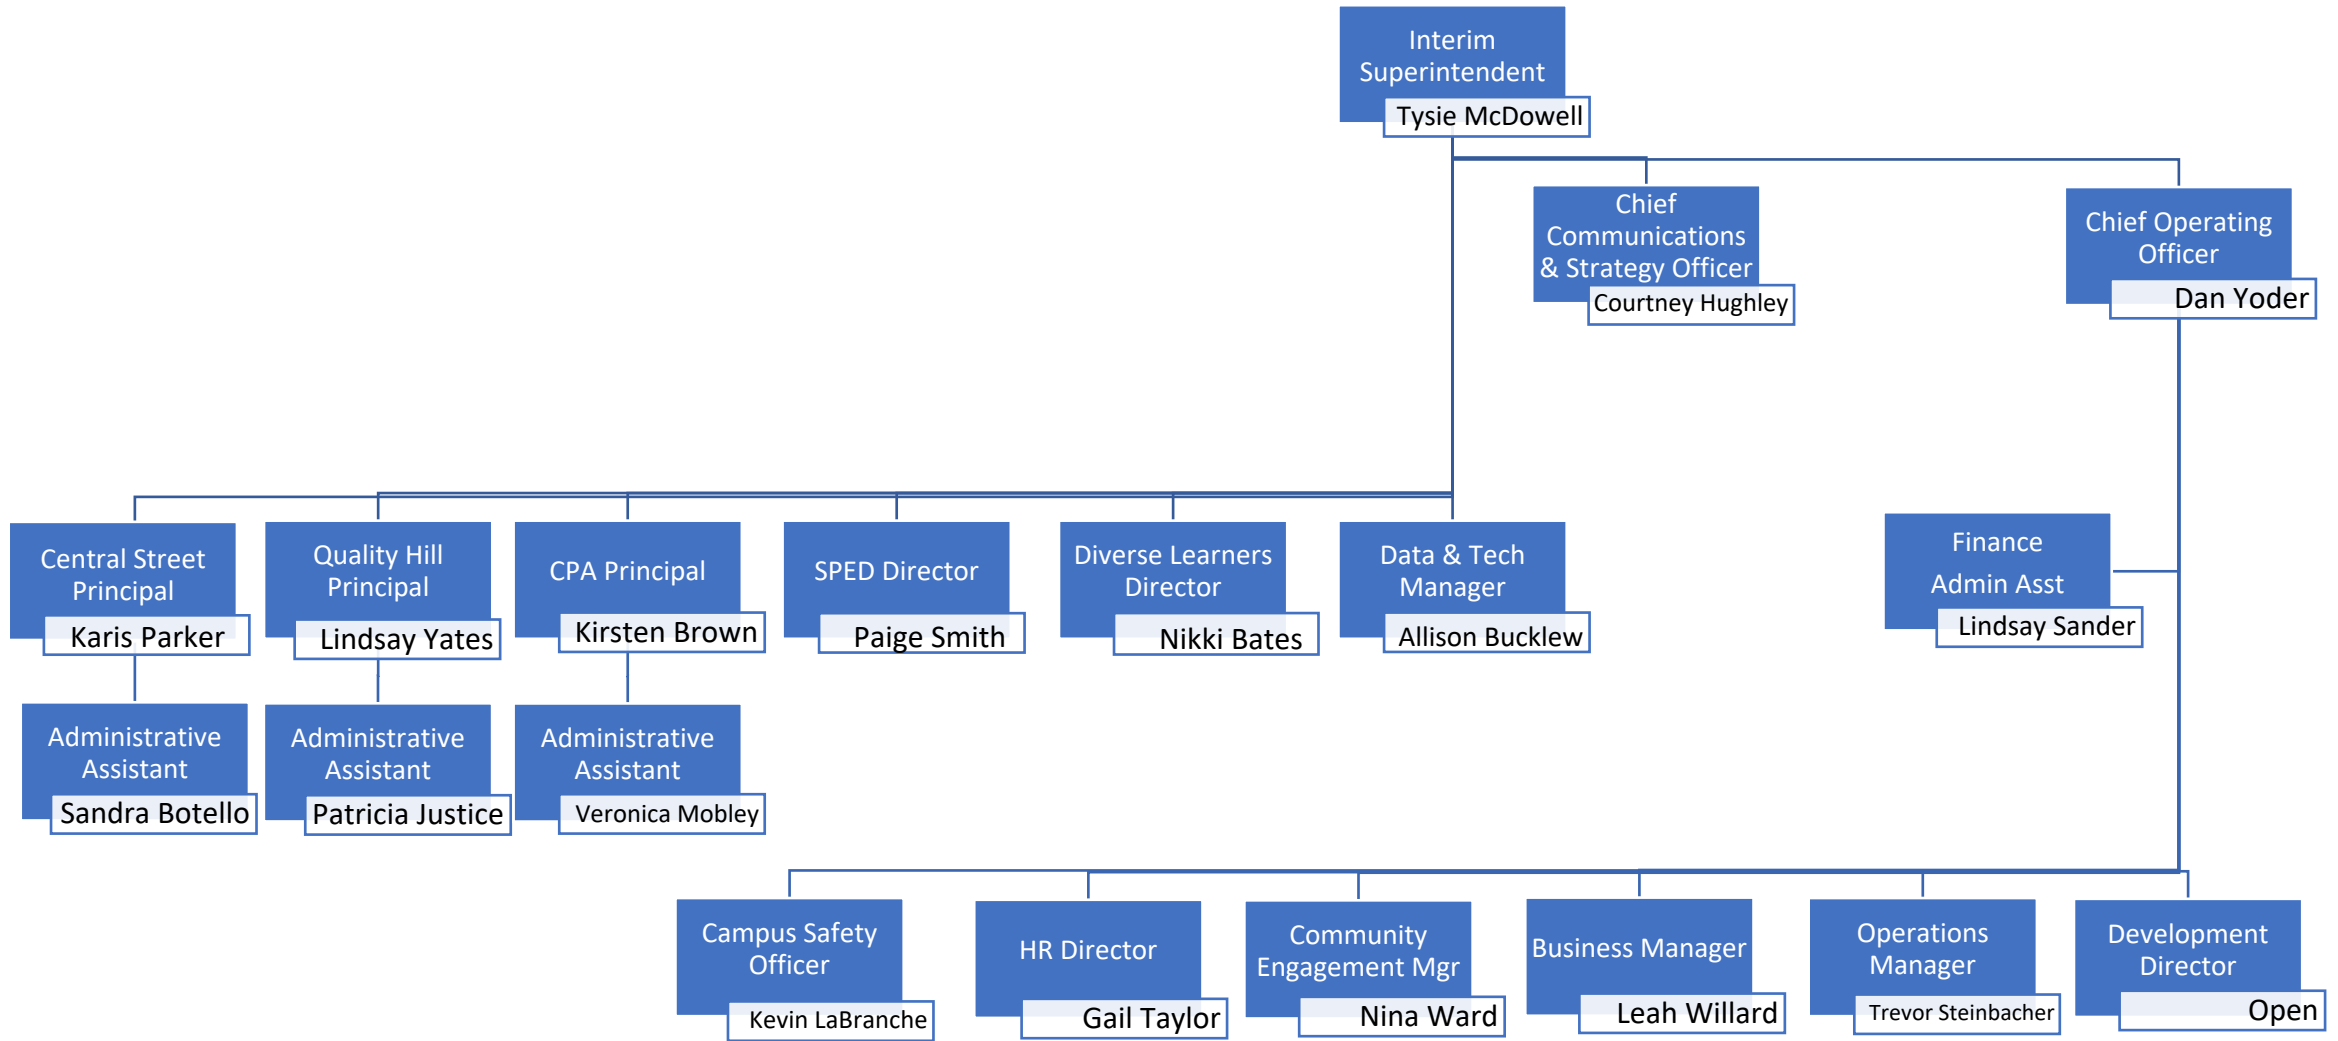 Interim
Superintendent
Tysie McDowell
Chief
Communications
& Strategy Officer
Courtney Hughley
Chief Operating
Officer
Dan Yoder
Central Street
Principal
Karis Parker
Quality Hill
Principal
Lindsay Yates
CPA Principal
Kirsten Brown
SPED Director
Paige Smith
Diverse Learners
Director
Nikki Bates
Data & Tech
Manager
Allison Bucklew
Finance
Admin Asst
Lindsay Sander
Administrative
Assistant
Sandra Botello
Administrative
Assistant
Patricia Justice
Administrative
Assistant
Veronica Mobley
Campus Safety
Officer
Kevin LaBranche
HR Director
Gail Taylor
Community
Engagement Mgr
Nina Ward
Business Manager
Leah Willard
Operations
Manager
Trevor Steinbacher
Development
Director
Open